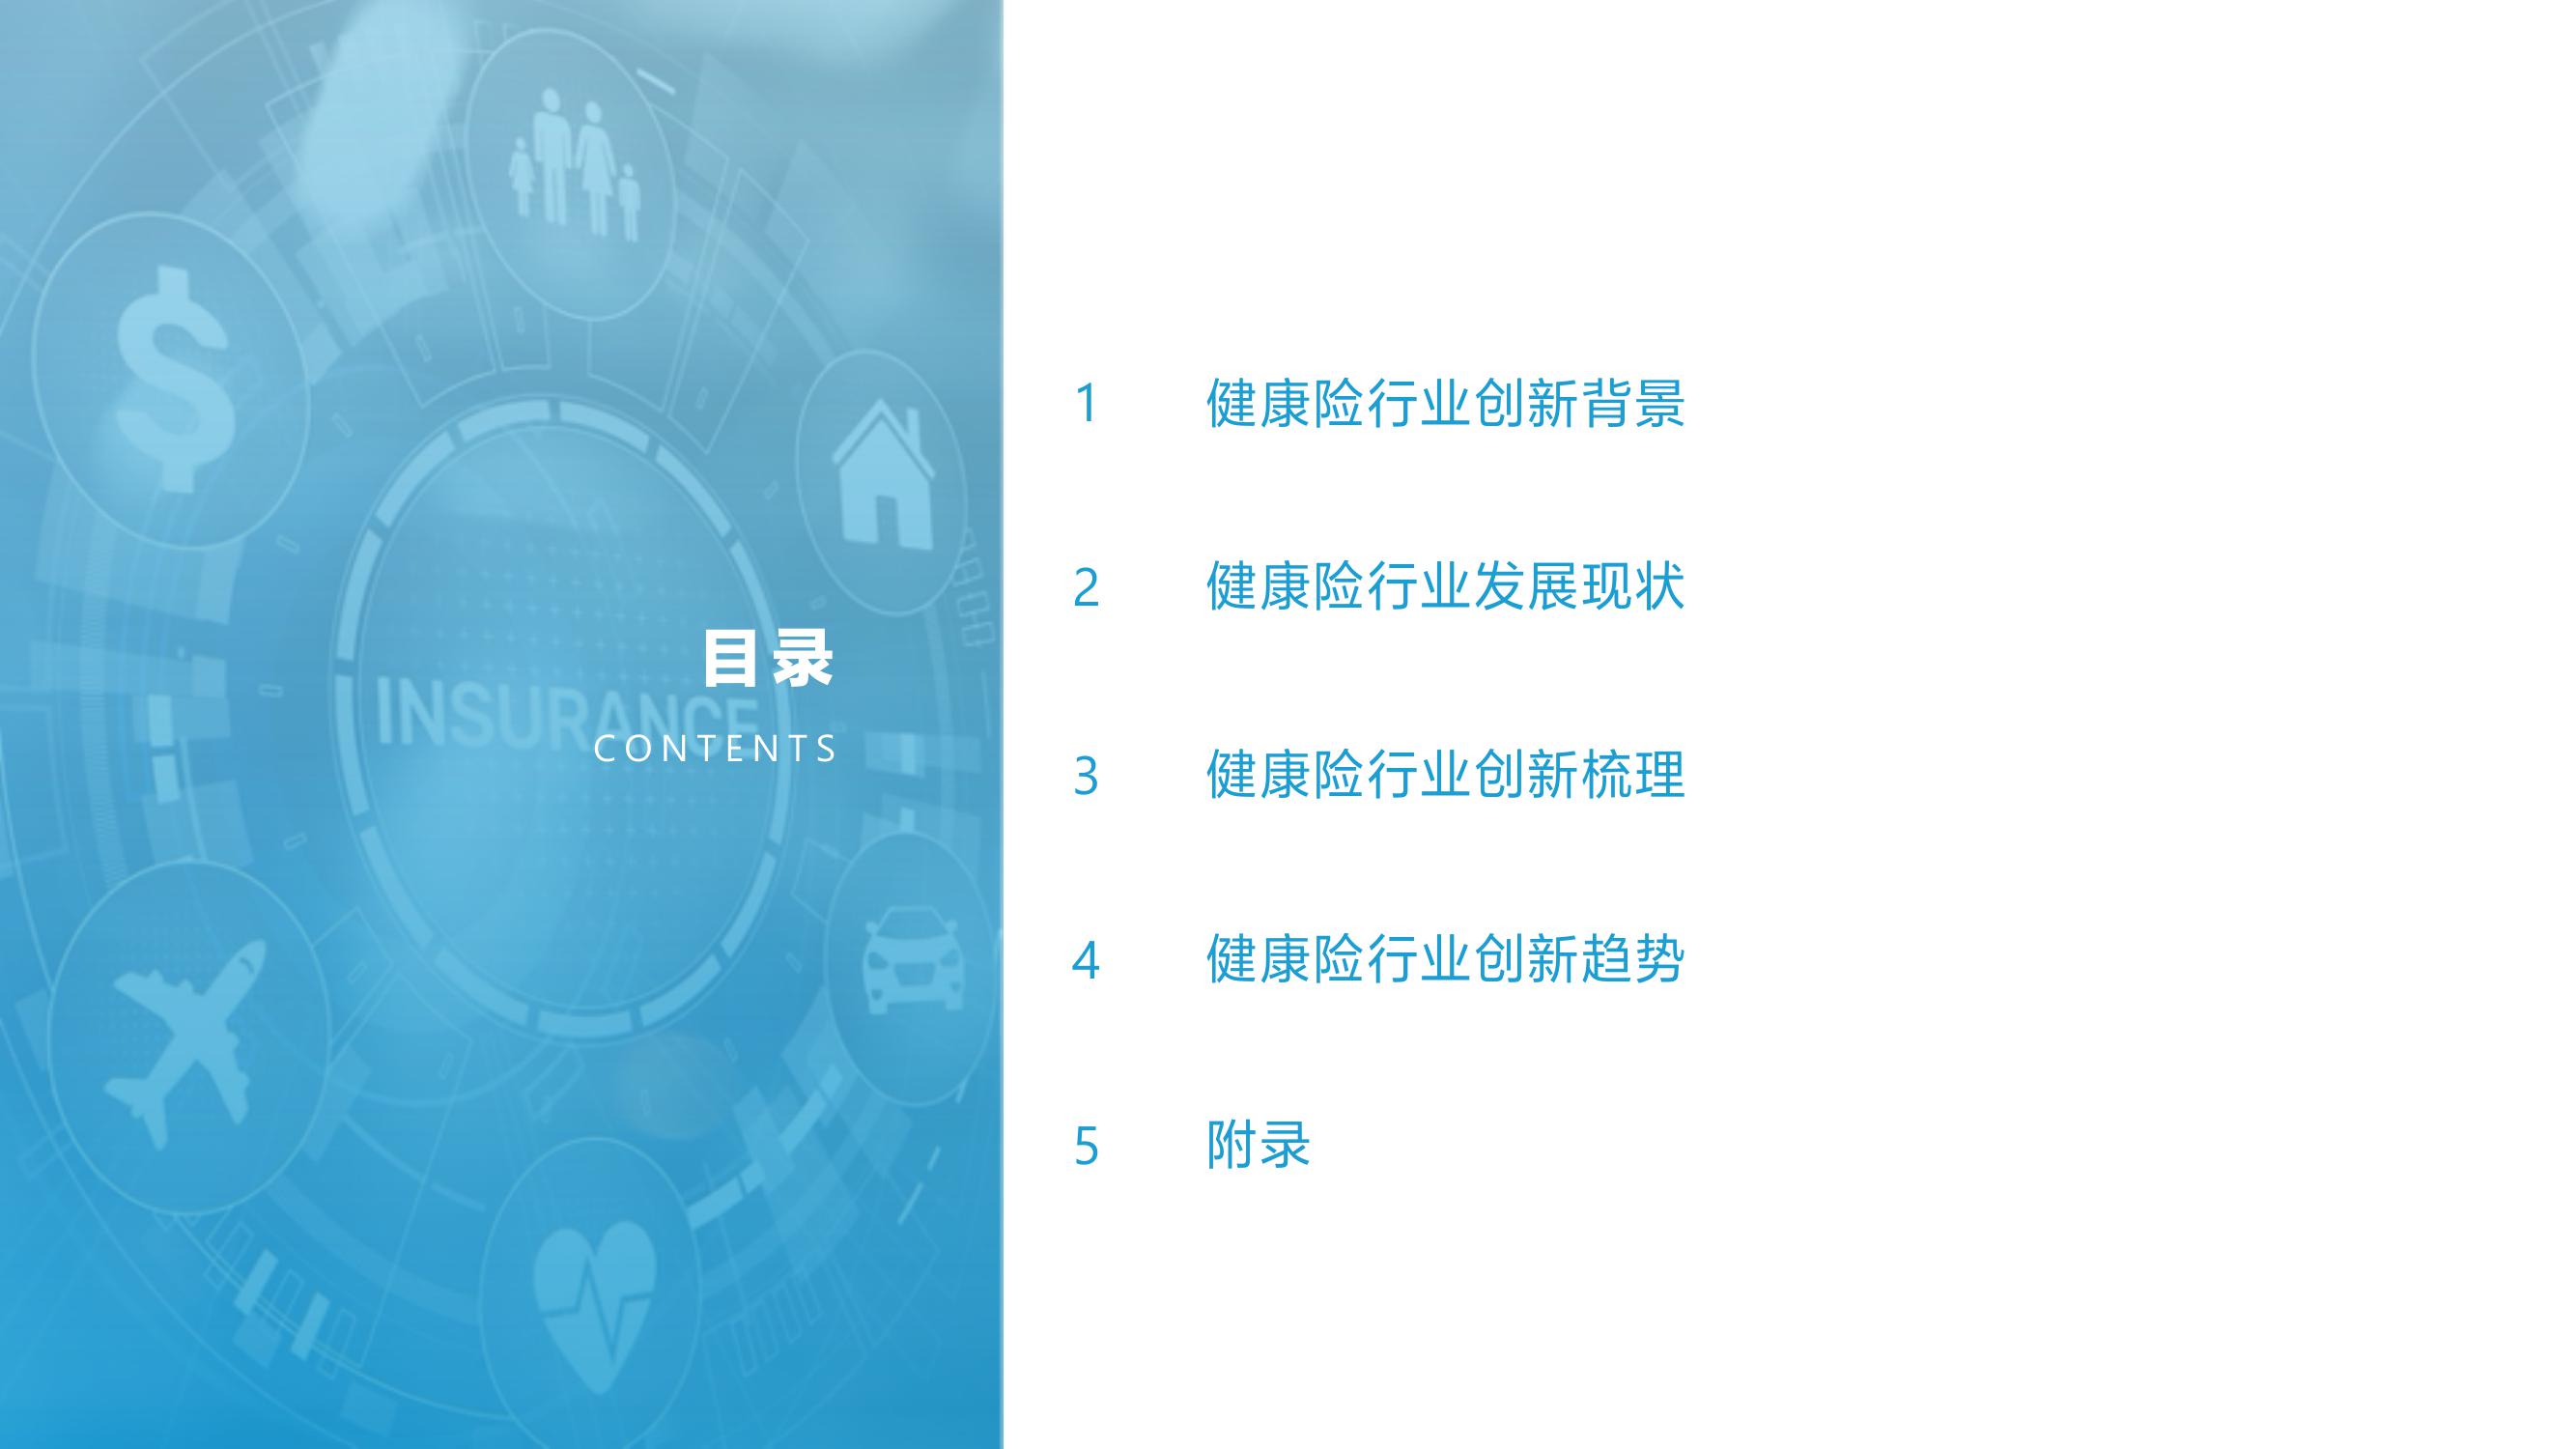 目录
INSURANCE
CONTENTS
1 健康险行业创新背景
2 健康险行业发展现状
3 健康险行业创新梳理
4 健康险行业创新趋势
5 附录